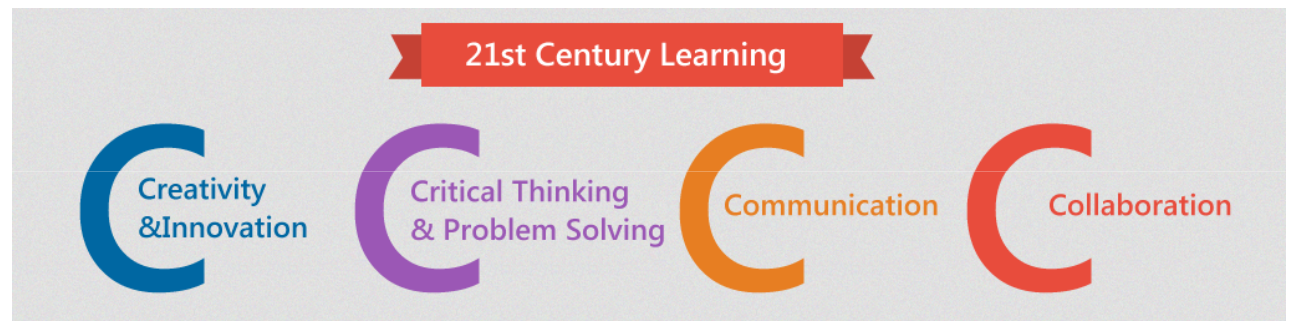 21st Century Learning
Creativity
&Innovation
Critical Thinking
& Problem Solving
Communication
Collaboration